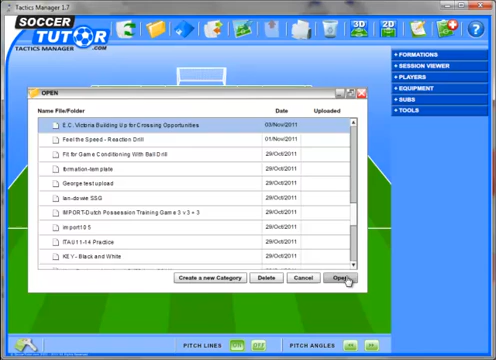 Tactics Manager 1.7
SOCCER
TUTOR
.COM
TACTICS MANAGER
3D
2D
?
+ FORMATIONS
+ SESSION VIEWER
+ PLAYERS
+ EQUIPMENT
+ SUBS
+ TOOLS
OPEN
Name File/Folder Date Uploaded
E.C. Victoria Building Up for Crossing Opportunities 03/Nov/2011
Feel the Speed - Reaction Drill 01/Nov/2011
Fit for Game Conditioning With Ball Drill 29/Oct/2011
formation-template 29/Oct/2011
George test upload 29/Oct/2011
Ian-dowie SSG 29/Oct/2011
IMPORT-Dutch Possession Training Game 3 v 3 + 3 29/Oct/2011
import105 29/Oct/2011
ITAU11-14.Practice 29/Oct/2011
KEY - Black and White 29/Oct/2011
Create a new Category Delete Cancel Open
PITCH LINES ON OFF PITCH ANGLES